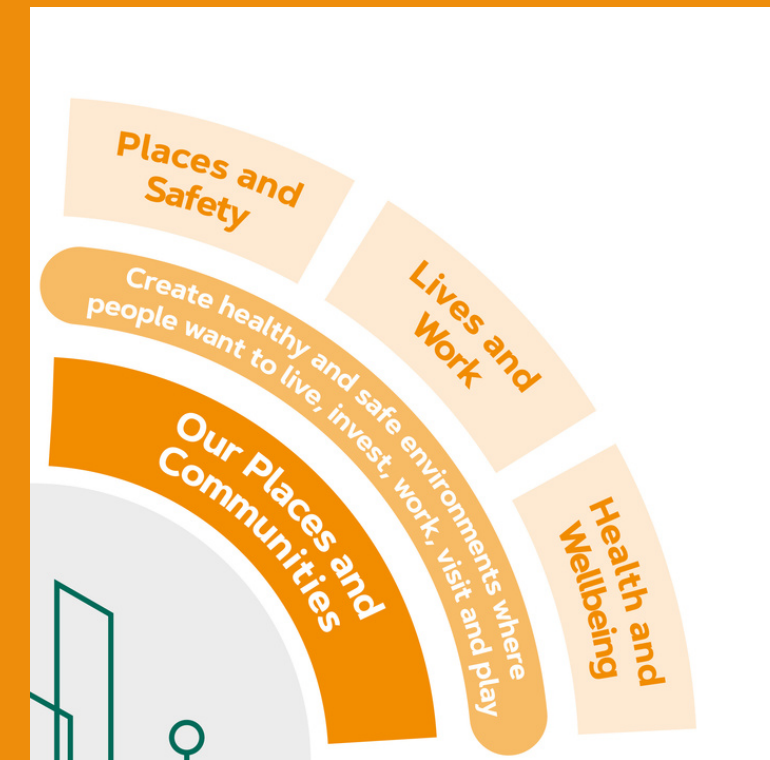 Places and
Safety
Lives and
Work
Health and
Wellbeing
Create healthy and safe environments where
people want to live, invest, work, visit and play
Our Places and
Communities